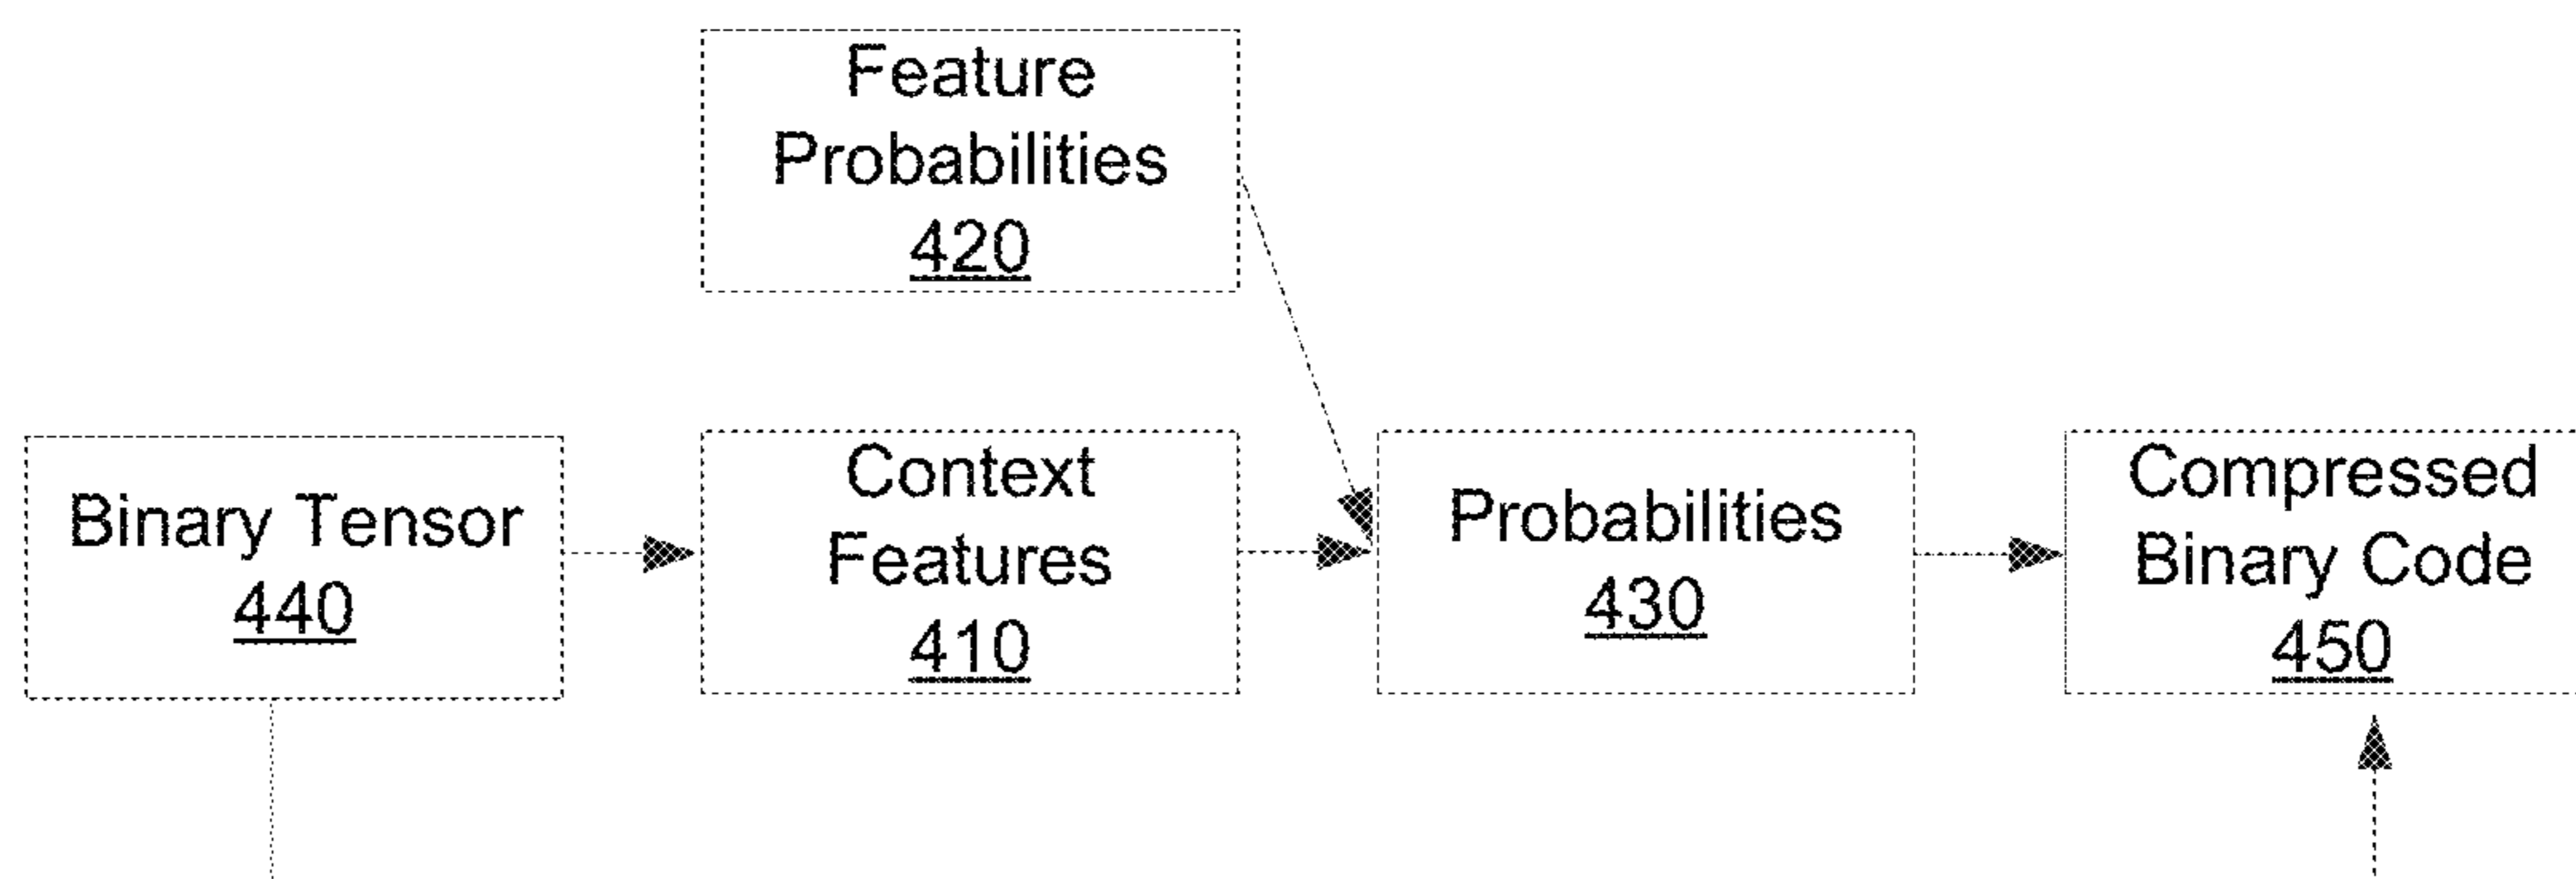 Feature
Probabilities
420
Binary Tensor
440
Context
Features
410
Probabilities
430
Compressed
Binary Code
450